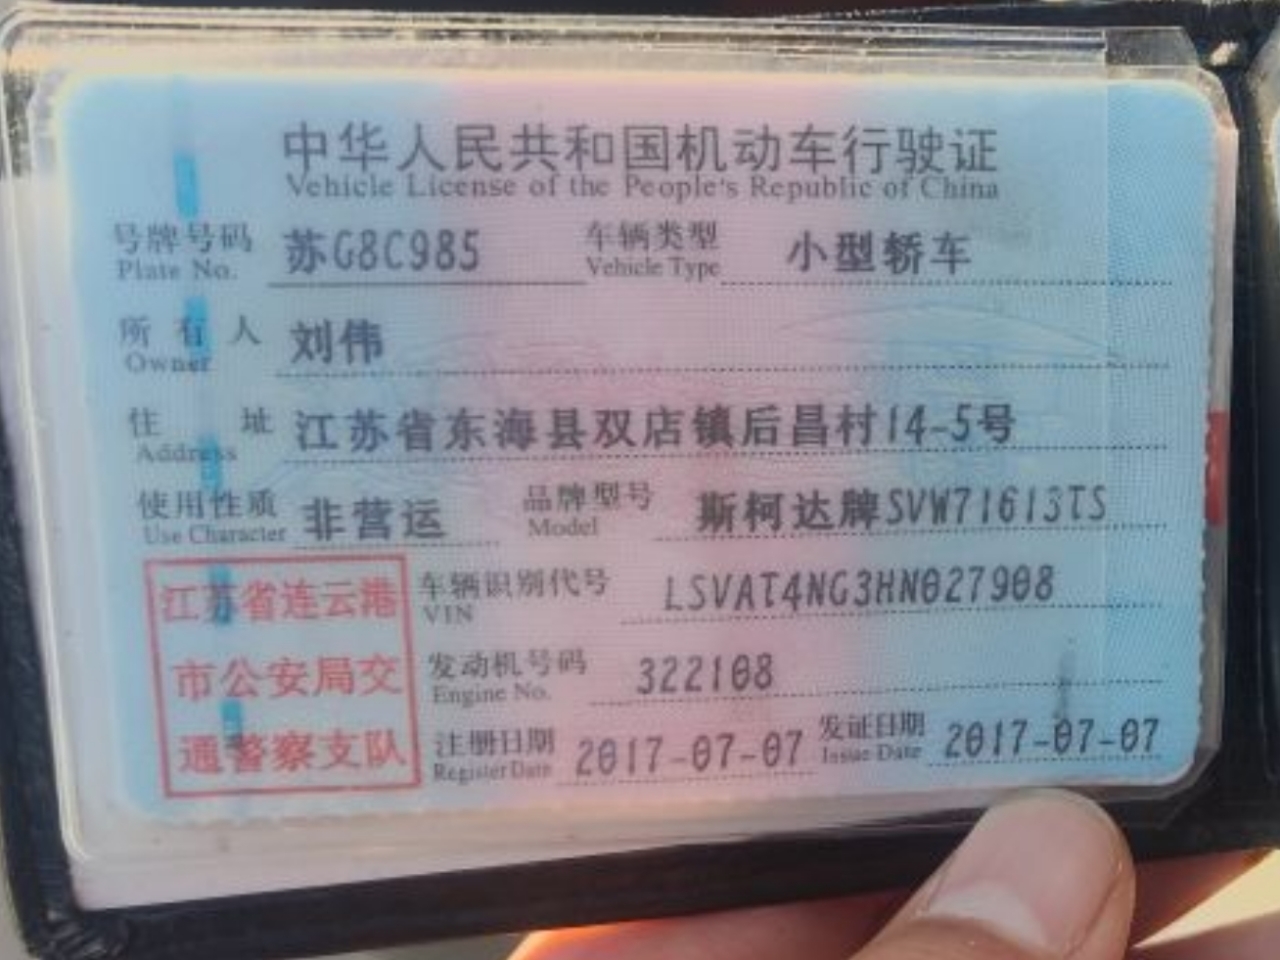 中华人民共和国机动车行驶证
Vehicle License of the People's Republic of China
号牌号码 苏G8C985 车辆类型 小型轿车
Plate No. Vehicle Type
所有人 刘伟
Owner
住址 江苏省东海县双店镇后昌村14-5号
Address
使用性质 非营运 品牌型号 斯柯达牌SVW71613TS
Use Character Model
江苏省连云港
市公安局交
通警察支队
车辆识别代号 LSVAT4NG3HN027908
VIN
发动机号码 322108
Engine No.
注册日期 2017-07-07 发证日期 2017-07-07
Register Date Issue Date